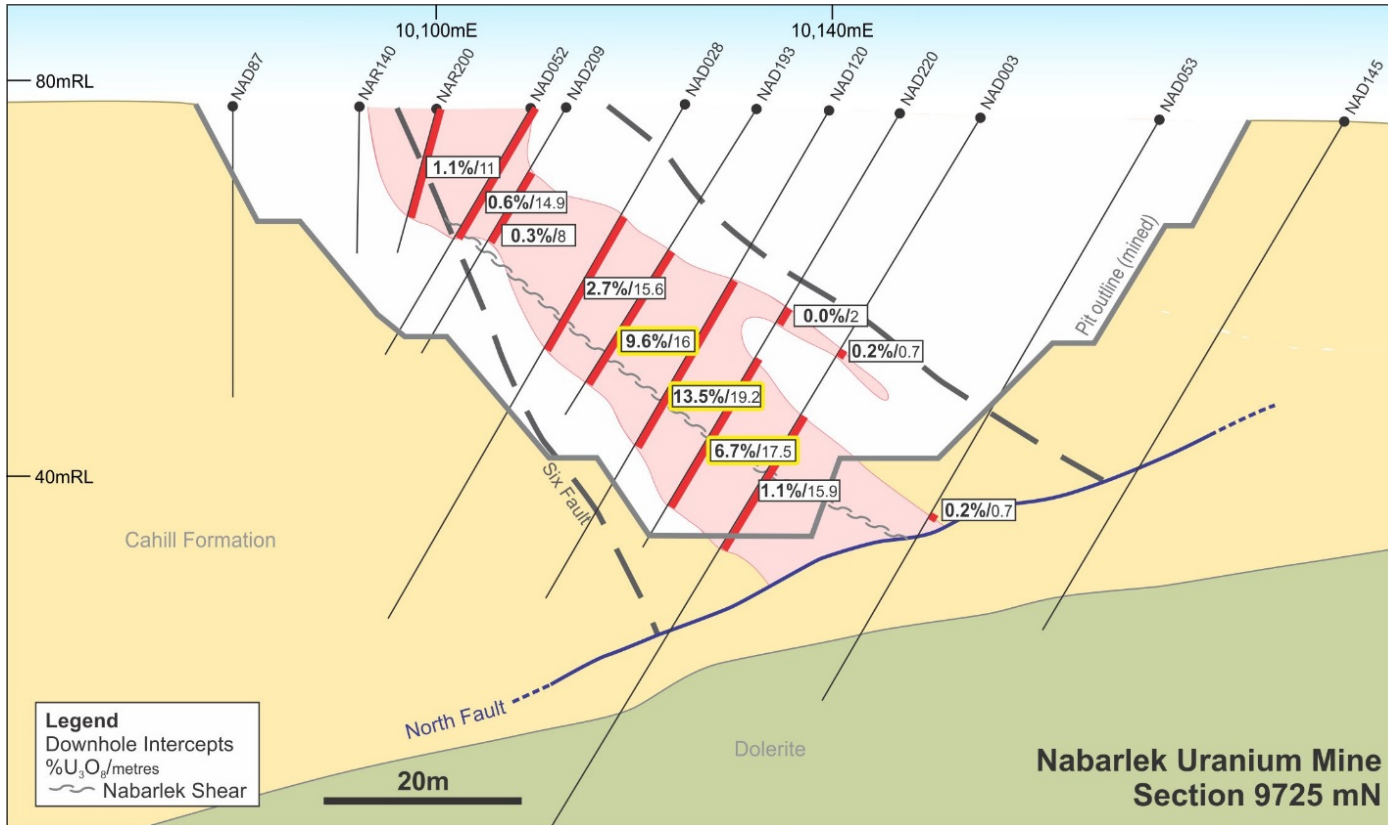 10,100mE
10,140mE
80mRL
NAD87
NAR140
NAR200
NAD052
NAD209
NAD028
NAD193
NAD120
NAD220
NAD003
NAD053
NAD145
1.1%/11
0.6%/14.9
0.3%/8
2.7%/15.6
0.0%/2
9.6%/16
0.2%/0.7
Pit outline (mined)
13.5%/19.2
6.7%/17.5
40mRL
Six Fault
1.1%/15.9
0.2%/0.7
Cahill Formation
North Fault
Dolerite
Legend
Downhole Intercepts
%U₃O₈/metres
Nabarlek Shear
20m
Nabarlek Uranium Mine
Section 9725 mN